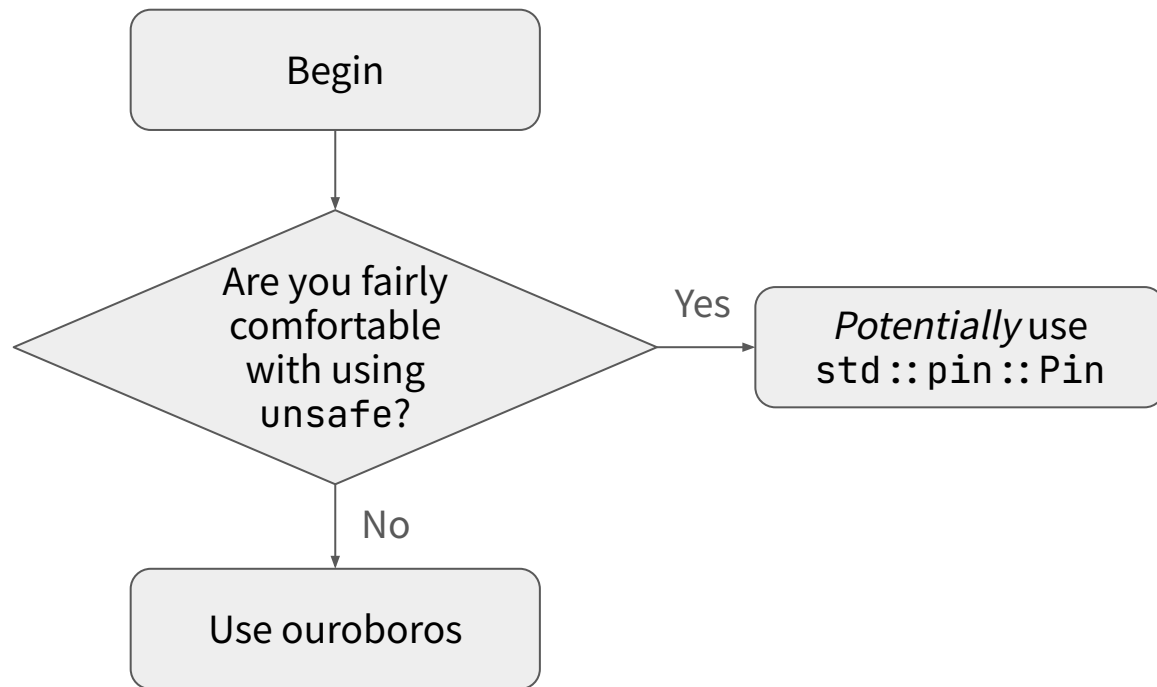 Begin
Are you fairly
comfortable
with using
unsafe?
Yes
Potentially use
std::pin::Pin
No
Use ouroboros